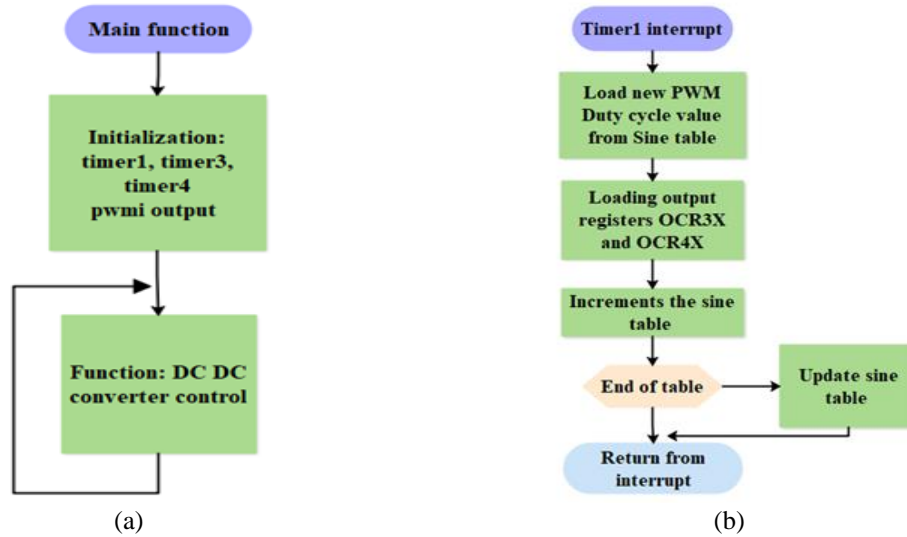 Main function
Initialization:
timer1, timer3,
timer4
pwmi output
Function: DC DC
converter control
(a)
Timer1 interrupt
Load new PWM
Duty cycle value
from Sine table
Loading output
registers OCR3X
and OCR4X
Increments the sine
table
End of table
Update sine
table
Return from
interrupt
(b)